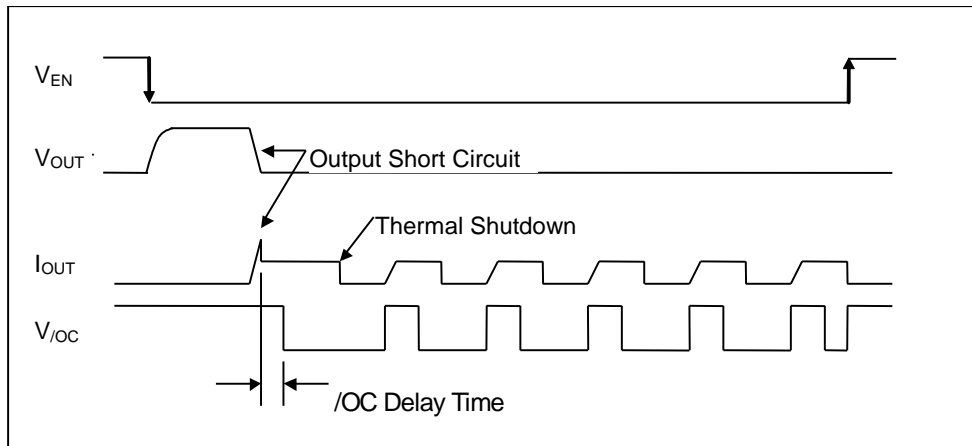 VEN
VOUT
Output Short Circuit
Thermal Shutdown
IOUT
V/OC
/OC Delay Time